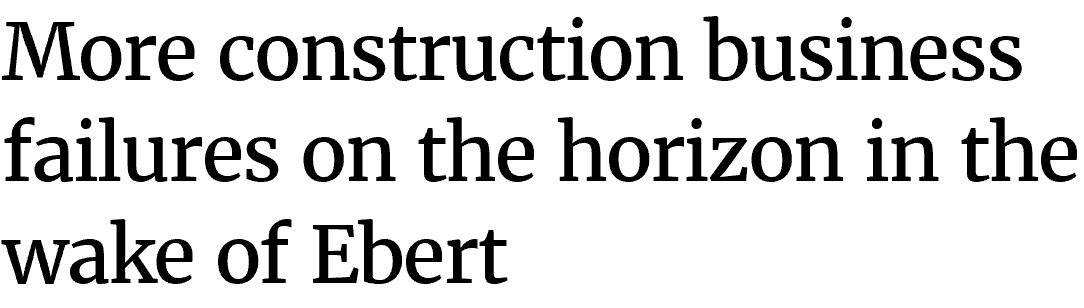 More construction business
failures on the horizon in the
wake of Ebert